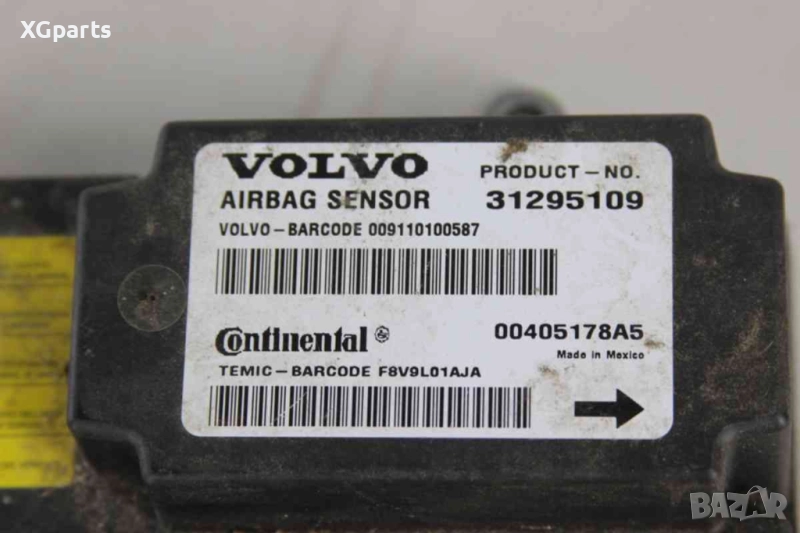 XGparts
VOLVO
PRODUCT-NO.
AIRBAG SENSOR 31295109
VOLVO-BARCODE 009110100587
Continental 00405178A5
Made in Mexico
TEMIC-BARCODE F8V9L01AJA
BAZAR